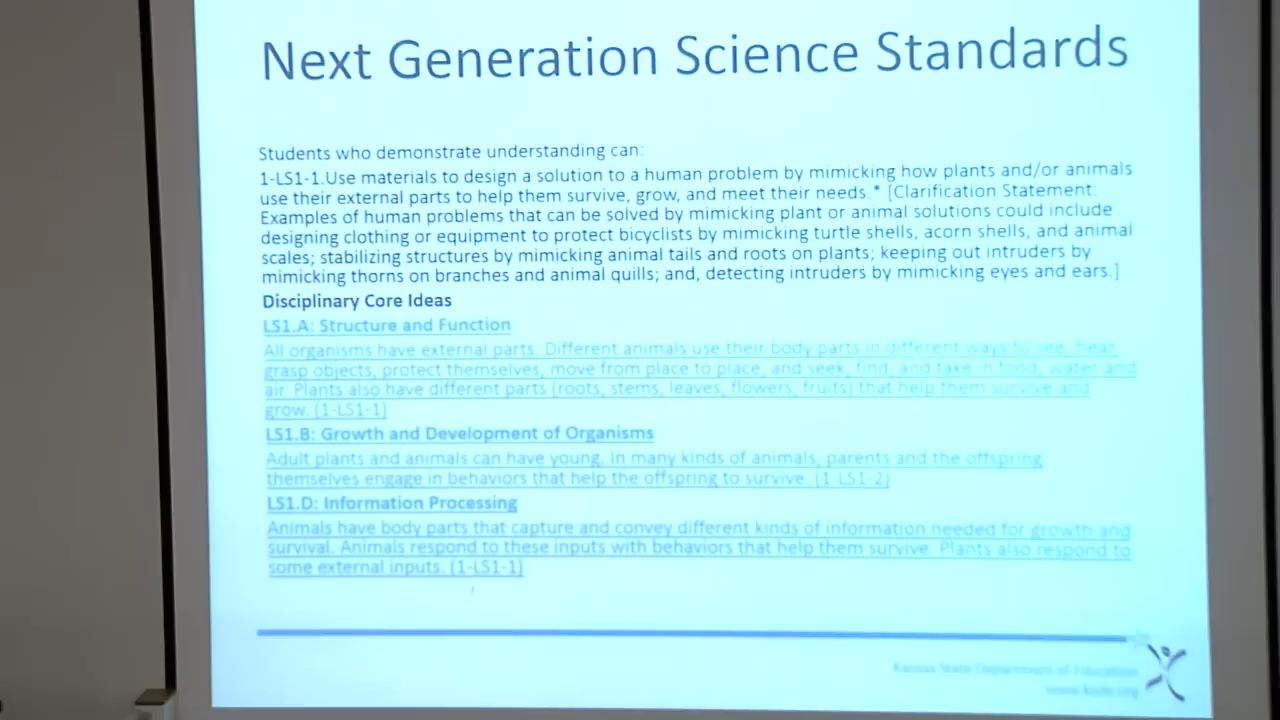 Next Generation Science Standards
Students who demonstrate understanding can:
1-LS1-1.Use materials to design a solution to a human problem by mimicking how plants and/or animals
use their external parts to help them survive, grow, and meet their needs.* [Clarification Statement:
Examples of human problems that can be solved by mimicking plant or animal solutions could include
designing clothing or equipment to protect bicyclists by mimicking turtle shells, acorn shells, and animal
scales; stabilizing structures by mimicking animal tails and roots on plants; keeping out intruders by
mimicking thorns on branches and animal quills; and, detecting intruders by mimicking eyes and ears.]
Disciplinary Core Ideas
LS1.A: Structure and Function
All organisms have external parts. Different animals use their body parts in different ways to see, hear,
grasp objects, protect themselves, move from place to place, and seek, find, and take in food, water and
air. Plants also have different parts (roots, stems, leaves, flowers, fruits) that help them survive and
grow. (1-LS1-1)
LS1.B: Growth and Development of Organisms
Adult plants and animals can have young. In many kinds of animals, parents and the offspring
themselves engage in behaviors that help the offspring to survive. (1-LS1-2)
LS1.D: Information Processing
Animals have body parts that capture and convey different kinds of information needed for growth and
survival. Animals respond to these inputs with behaviors that help them survive. Plants also respond to
some external inputs. (1-LS1-1)
Kansas State Department of Education
www.ksde.org